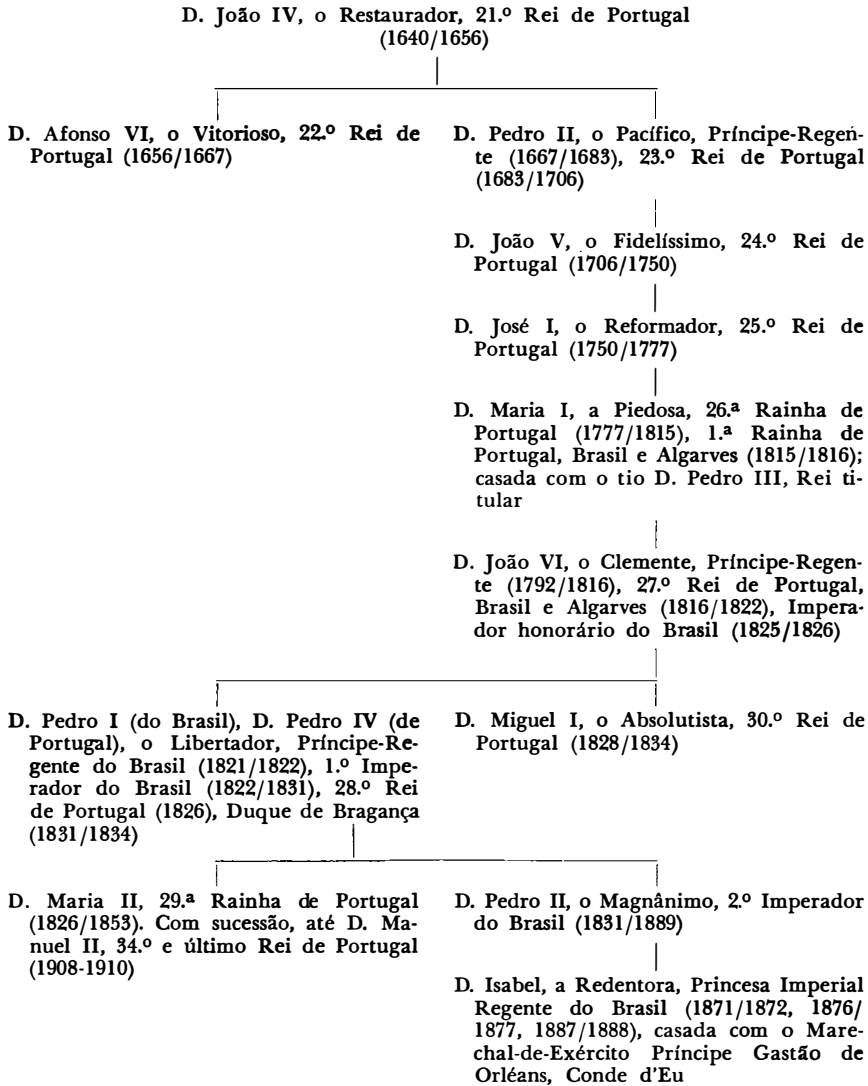 D. João IV, o Restaurador, 21.º Rei de Portugal
(1640/1656)
D. Afonso VI, o Vitorioso, 22.º Rei de
Portugal (1656/1667)
D. Pedro II, o Pacífico, Príncipe-Regen-
te (1667/1683), 23.º Rei de Portugal
(1683/1706)
D. João V, o Fidelíssimo, 24.º Rei de
Portugal (1706/1750)
D. José I, o Reformador, 25.º Rei de
Portugal (1750/1777)
D. Maria I, a Piedosa, 26.ª Rainha de
Portugal (1777/1815), 1.ª Rainha de
Portugal, Brasil e Algarves (1815/1816);
casada com o tio D. Pedro III, Rei ti-
tular
D. João VI, o Clemente, Príncipe-Regen-
te (1792/1816), 27.º Rei de Portugal,
Brasil e Algarves (1816/1822), Impera-
dor honorário do Brasil (1825/1826)
D. Pedro I (do Brasil), D. Pedro IV (de
Portugal), o Libertador, Príncipe-Re-
gente do Brasil (1821/1822), 1.º Impe-
rador do Brasil (1822/1831), 28.º Rei
de Portugal (1826), Duque de Bragança
(1831/1834)
D. Miguel I, o Absolutista, 30.º Rei de
Portugal (1828/1834)
D. Maria II, 29.ª Rainha de Portugal
(1826/1853). Com sucessão, até D. Ma-
nuel II, 34.º e último Rei de Portugal
(1908-1910)
D. Pedro II, o Magnânimo, 2.º Imperador
do Brasil (1831/1889)
D. Isabel, a Redentora, Princesa Imperial
Regente do Brasil (1871/1872, 1876/
1877, 1887/1888), casada com o Mare-
chal-de-Exército Príncipe Gastão de
Orléans, Conde d'Eu